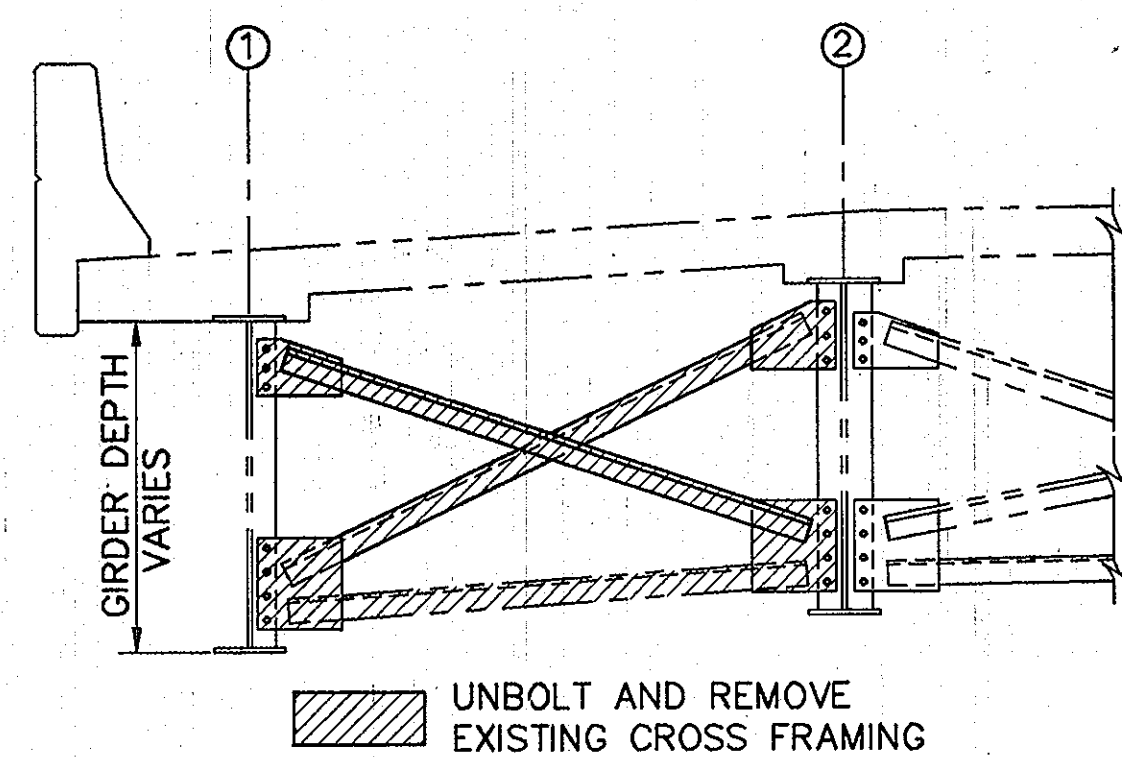 1
2
GIRDER DEPTH
VARIES
UNBOLT AND REMOVE
EXISTING CROSS FRAMING